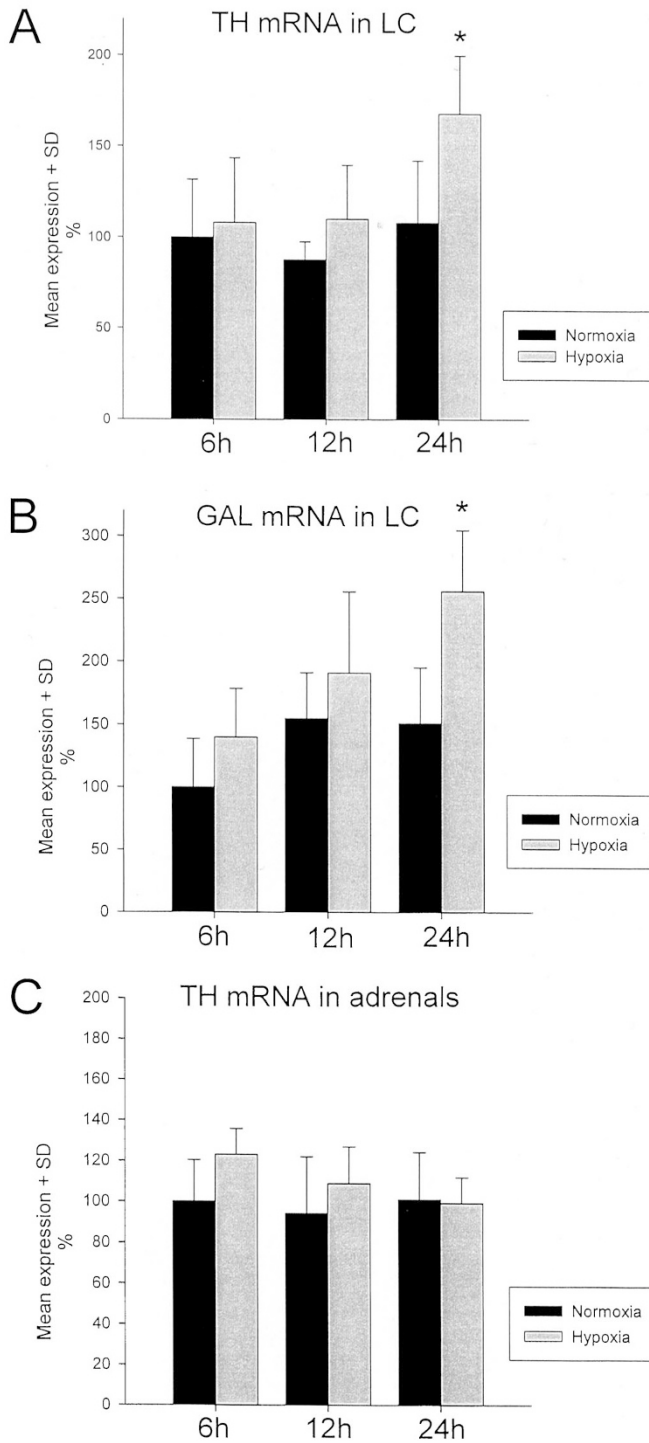 A
TH mRNA in LC
*
200
150
100
50
0
Mean expression + SD
%
6h
12h
24h
Normoxia
Hypoxia
B
GAL mRNA in LC
*
300
250
200
150
100
50
0
Mean expression + SD
%
6h
12h
24h
Normoxia
Hypoxia
C
TH mRNA in adrenals
200
180
160
140
120
100
80
60
40
20
0
Mean expression + SD
%
6h
12h
24h
Normoxia
Hypoxia